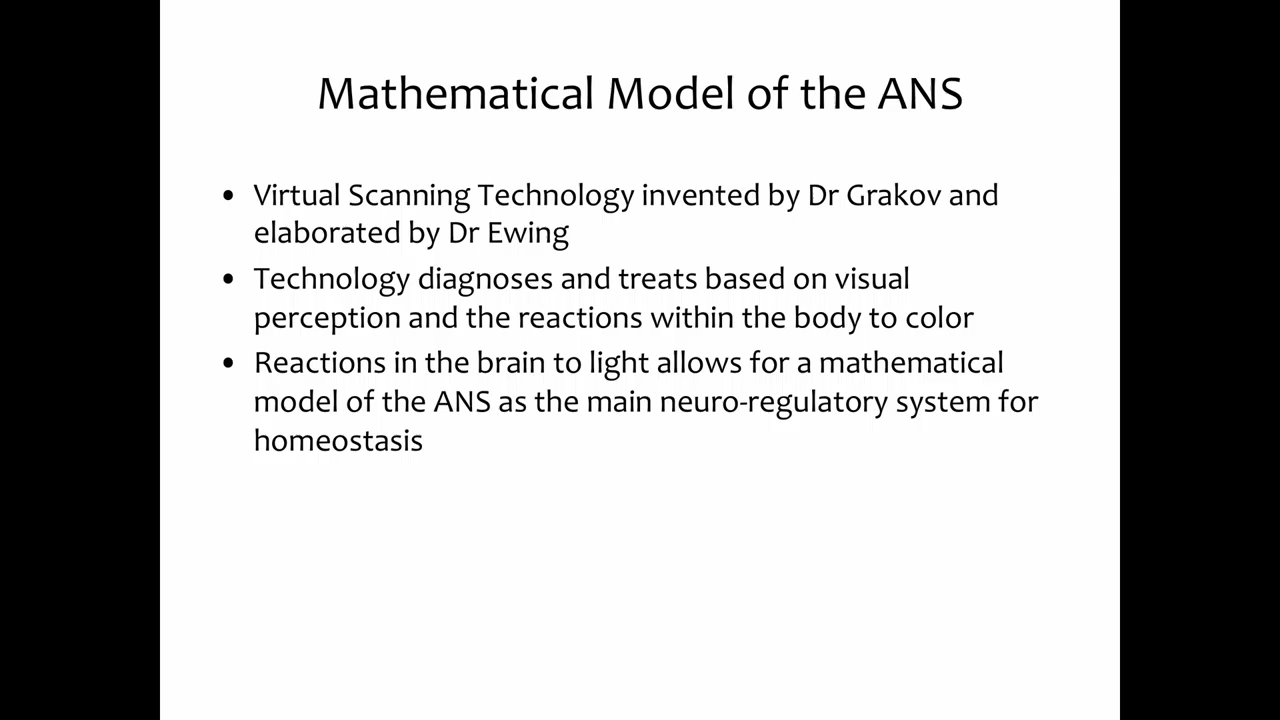 Mathematical Model of the ANS
• Virtual Scanning Technology invented by Dr Grakov and
elaborated by Dr Ewing
• Technology diagnoses and treats based on visual
perception and the reactions within the body to color
• Reactions in the brain to light allows for a mathematical
model of the ANS as the main neuro-regulatory system for
homeostasis